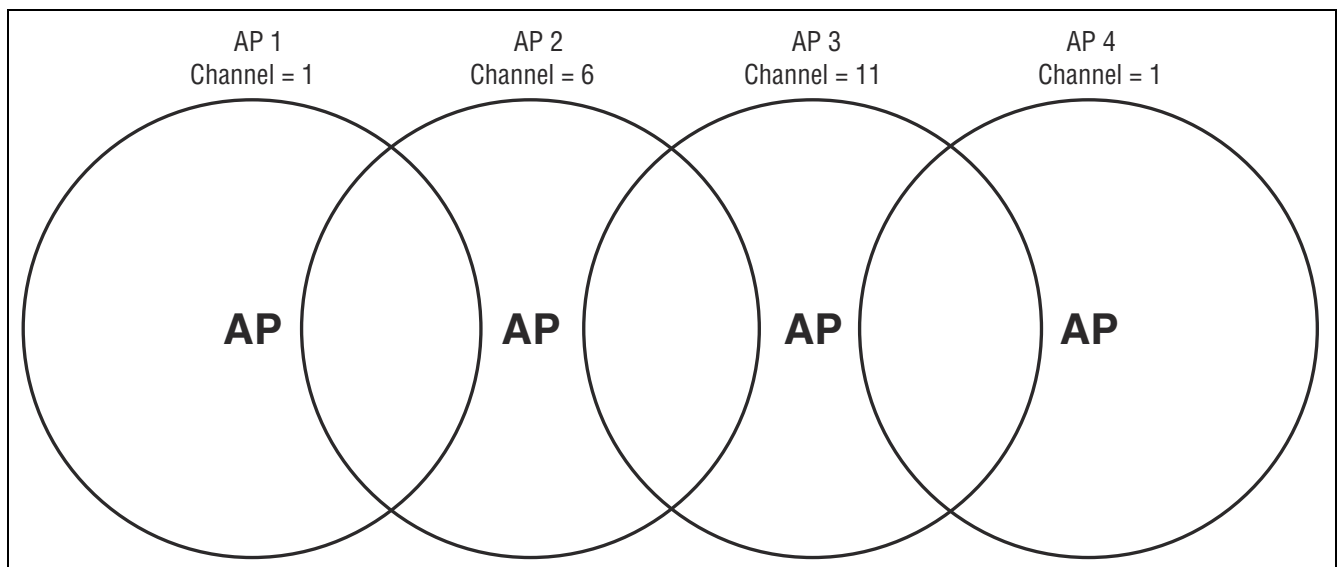 AP 1
Channel = 1
AP 2
Channel = 6
AP 3
Channel = 11
AP 4
Channel = 1
AP
AP
AP
AP